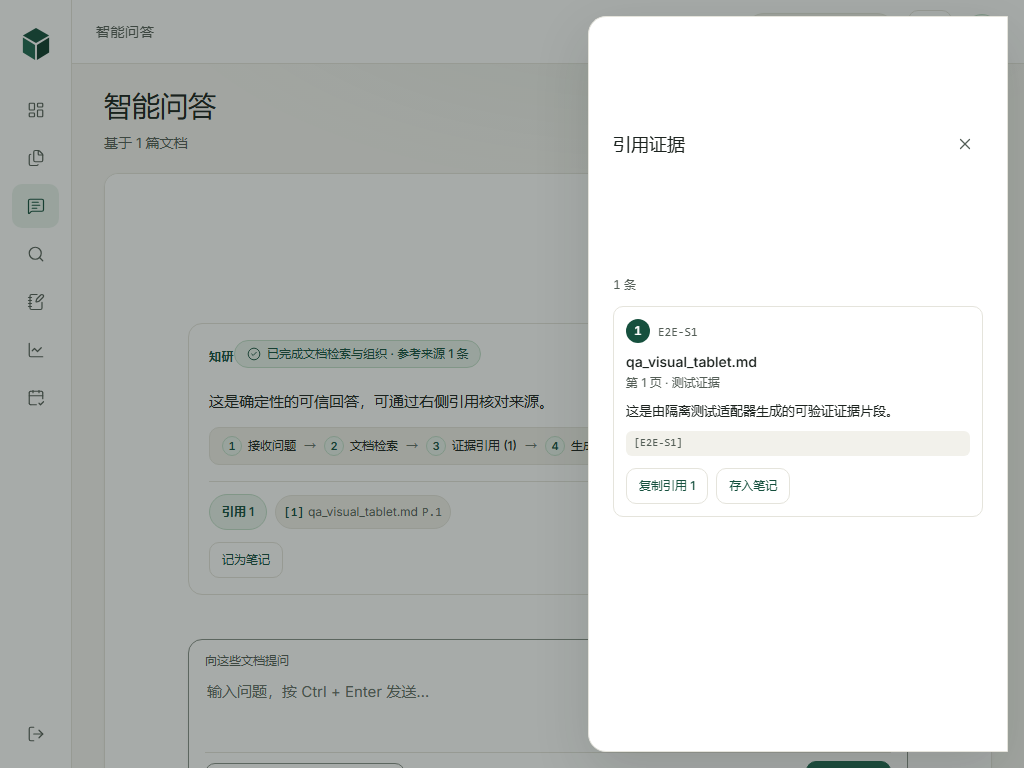 智能问答
智能问答
基于 1 篇文档
知研
已完成文档检索与组织 · 参考来源 1 条
这是确定性的可信回答，可通过右侧引用核对来源。
1 接收问题 → 2 文档检索 → 3 证据引用 (1) → 4 生
引用 1
[1] qa_visual_tablet.md P.1
记为笔记
向这些文档提问
输入问题，按 Ctrl + Enter 发送...
引用证据
1 条
1 E2E-S1
qa_visual_tablet.md
第 1 页 · 测试证据
这是由隔离测试适配器生成的可验证证据片段。
[E2E-S1]
复制引用 1
存入笔记